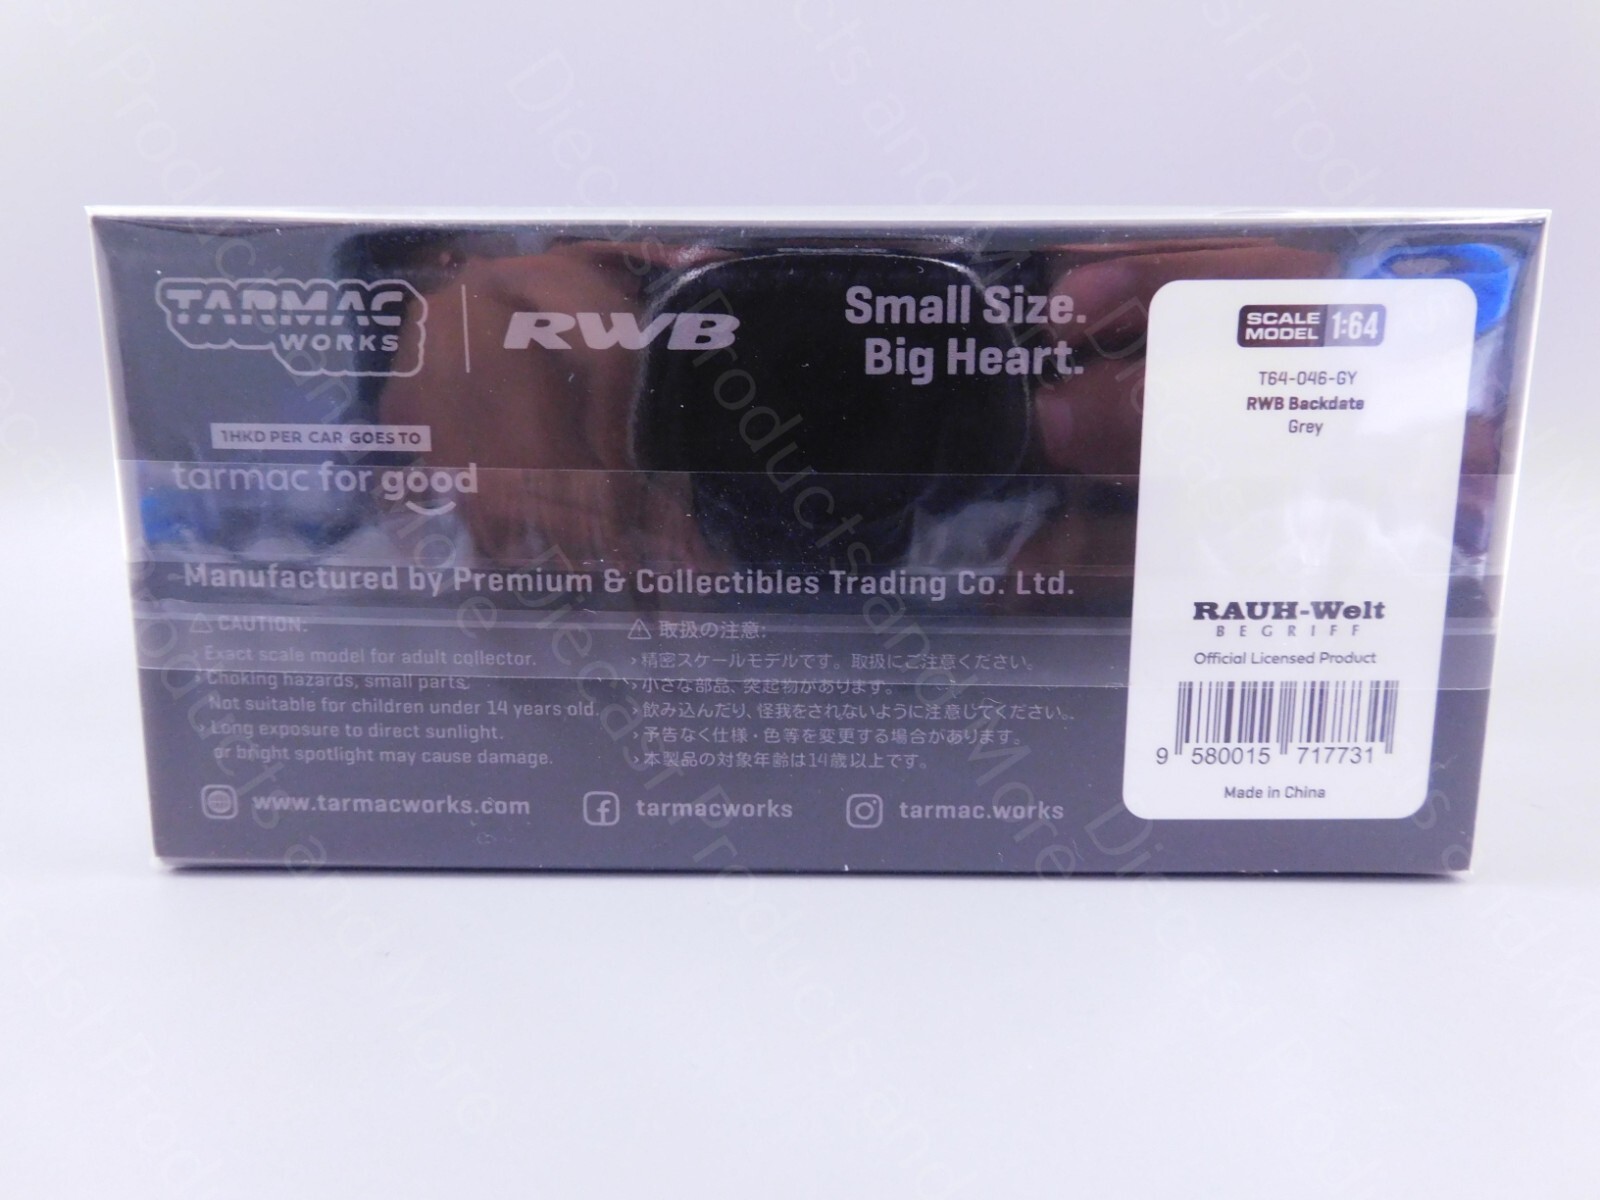 TARMAC
WORKS
RWB
Small Size.
Big Heart.
1HKD PER CAR GOES TO
tarmac for good
Manufactured by Premium & Collectibles Trading Co. Ltd.
CAUTION:
› Exact scale model for adult collector.
› Choking hazards, small parts.
Not suitable for children under 14 years old.
› Long exposure to direct sunlight.
or bright spotlight may cause damage.
取扱の注意:
› 精密スケールモデルです。取扱にご注意ください。
› 小さな部品、突起物があります。
› 飲み込んだり、怪我をされないように注意してください。
› 予告なく仕様・色等を変更する場合があります。
› 本製品の対象年齢は14歳以上です。
www.tarmacworks.com
tarmacworks
tarmac.works
SCALE
MODEL 1:64
T64-046-GY
RWB Backdate
Grey
RAUH-Welt
BEGRIFF
Official Licensed Product
9 580015 717731
Made in China
Diecast Products and More